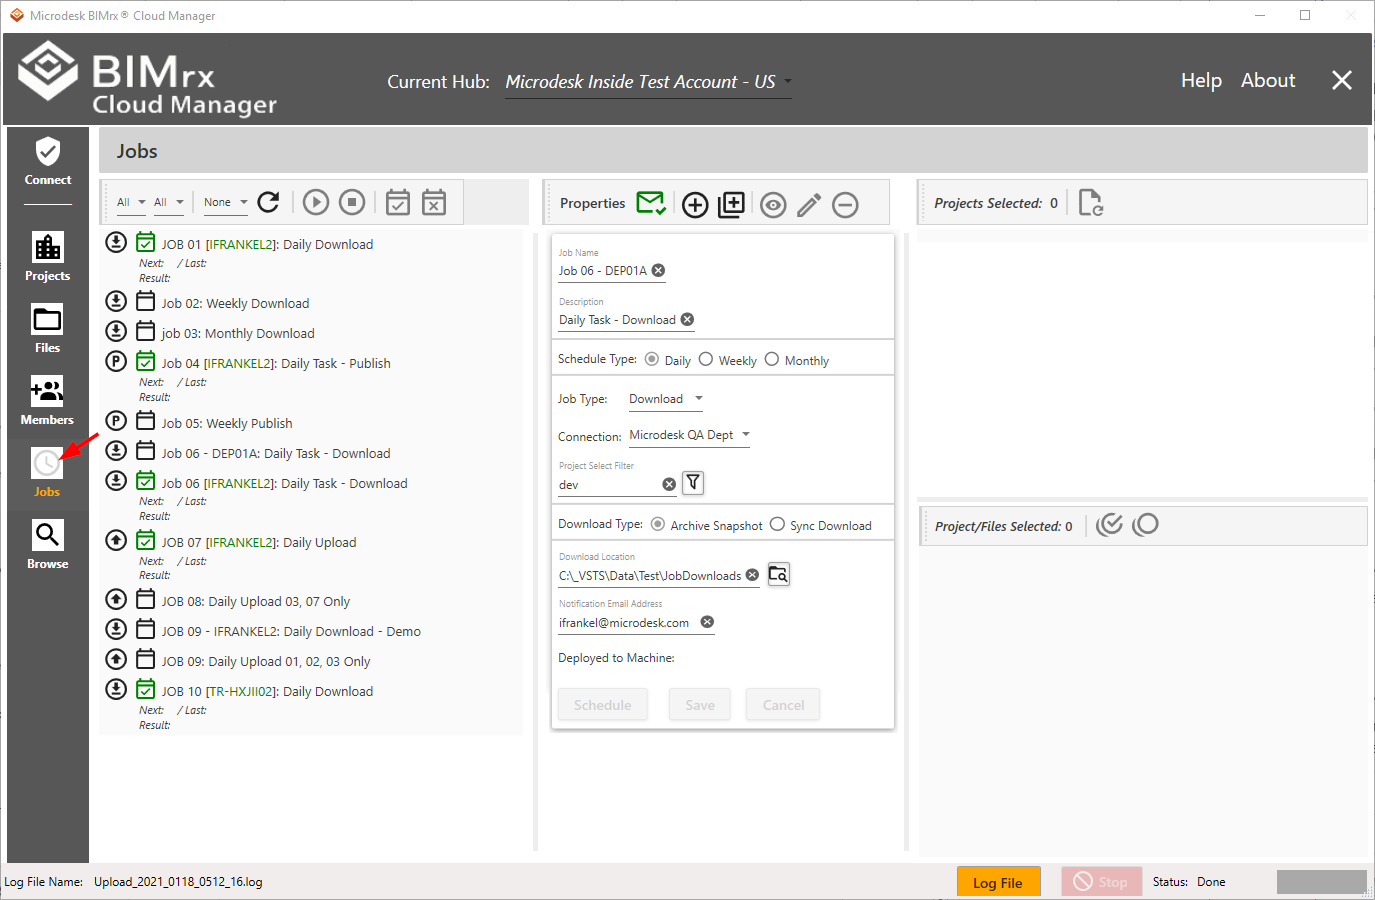 Microdesk BIMrx® Cloud Manager
BIMrx
Cloud Manager
Current Hub: Microdesk Inside Test Account - US
Help About
Connect
Projects
Files
Members
Jobs
Browse
Jobs
All All None
JOB 01 [IFRANKEL2]: Daily Download
Next: / Last:
Result:
Job 02: Weekly Download
job 03: Monthly Download
P Job 04 [IFRANKEL2]: Daily Task - Publish
Next: / Last:
Result:
P Job 05: Weekly Publish
Job 06 - DEP01A: Daily Task - Download
Job 06 [IFRANKEL2]: Daily Task - Download
Next: / Last:
Result:
JOB 07 [IFRANKEL2]: Daily Upload
Next: / Last:
Result:
JOB 08: Daily Upload 03, 07 Only
JOB 09 - IFRANKEL2: Daily Download - Demo
JOB 09: Daily Upload 01, 02, 03 Only
JOB 10 [TR-HXJII02]: Daily Download
Next: / Last:
Result:
Properties
Job Name
Job 06 - DEP01A
Description
Daily Task - Download
Schedule Type: Daily Weekly Monthly
Job Type: Download
Connection: Microdesk QA Dept
Project Select Filter
dev
Download Type: Archive Snapshot Sync Download
Download Location
C:\_VSTS\Data\Test\JobDownloads
Notification Email Address
ifrankel@microdesk.com
Deployed to Machine:
Schedule Save Cancel
Projects Selected: 0
Project/Files Selected: 0
Log File Name: Upload_2021_0118_0512_16.log
Log File Stop Status: Done